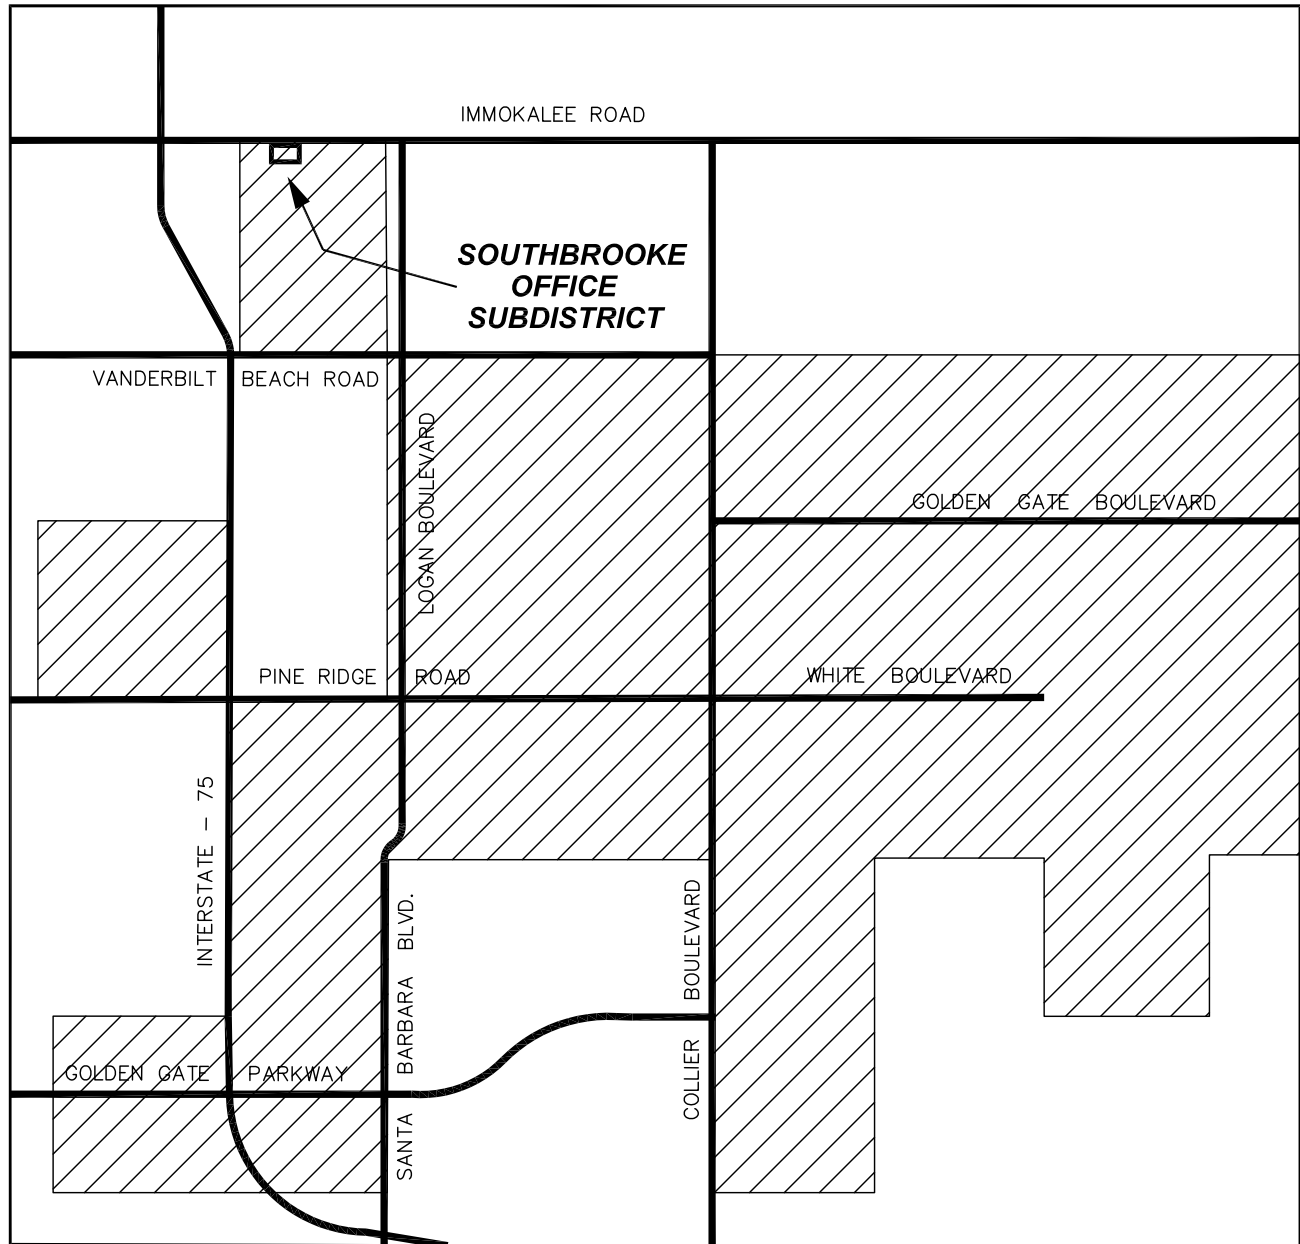 IMMOKALEE ROAD
SOUTHBROOKE
OFFICE
SUBDISTRICT
VANDERBILT BEACH ROAD
LOGAN BOULEVARD
GOLDEN GATE BOULEVARD
PINE RIDGE ROAD
WHITE BOULEVARD
INTERSTATE - 75
SANTA BARBARA BLVD.
COLLIER BOULEVARD
GOLDEN GATE PARKWAY